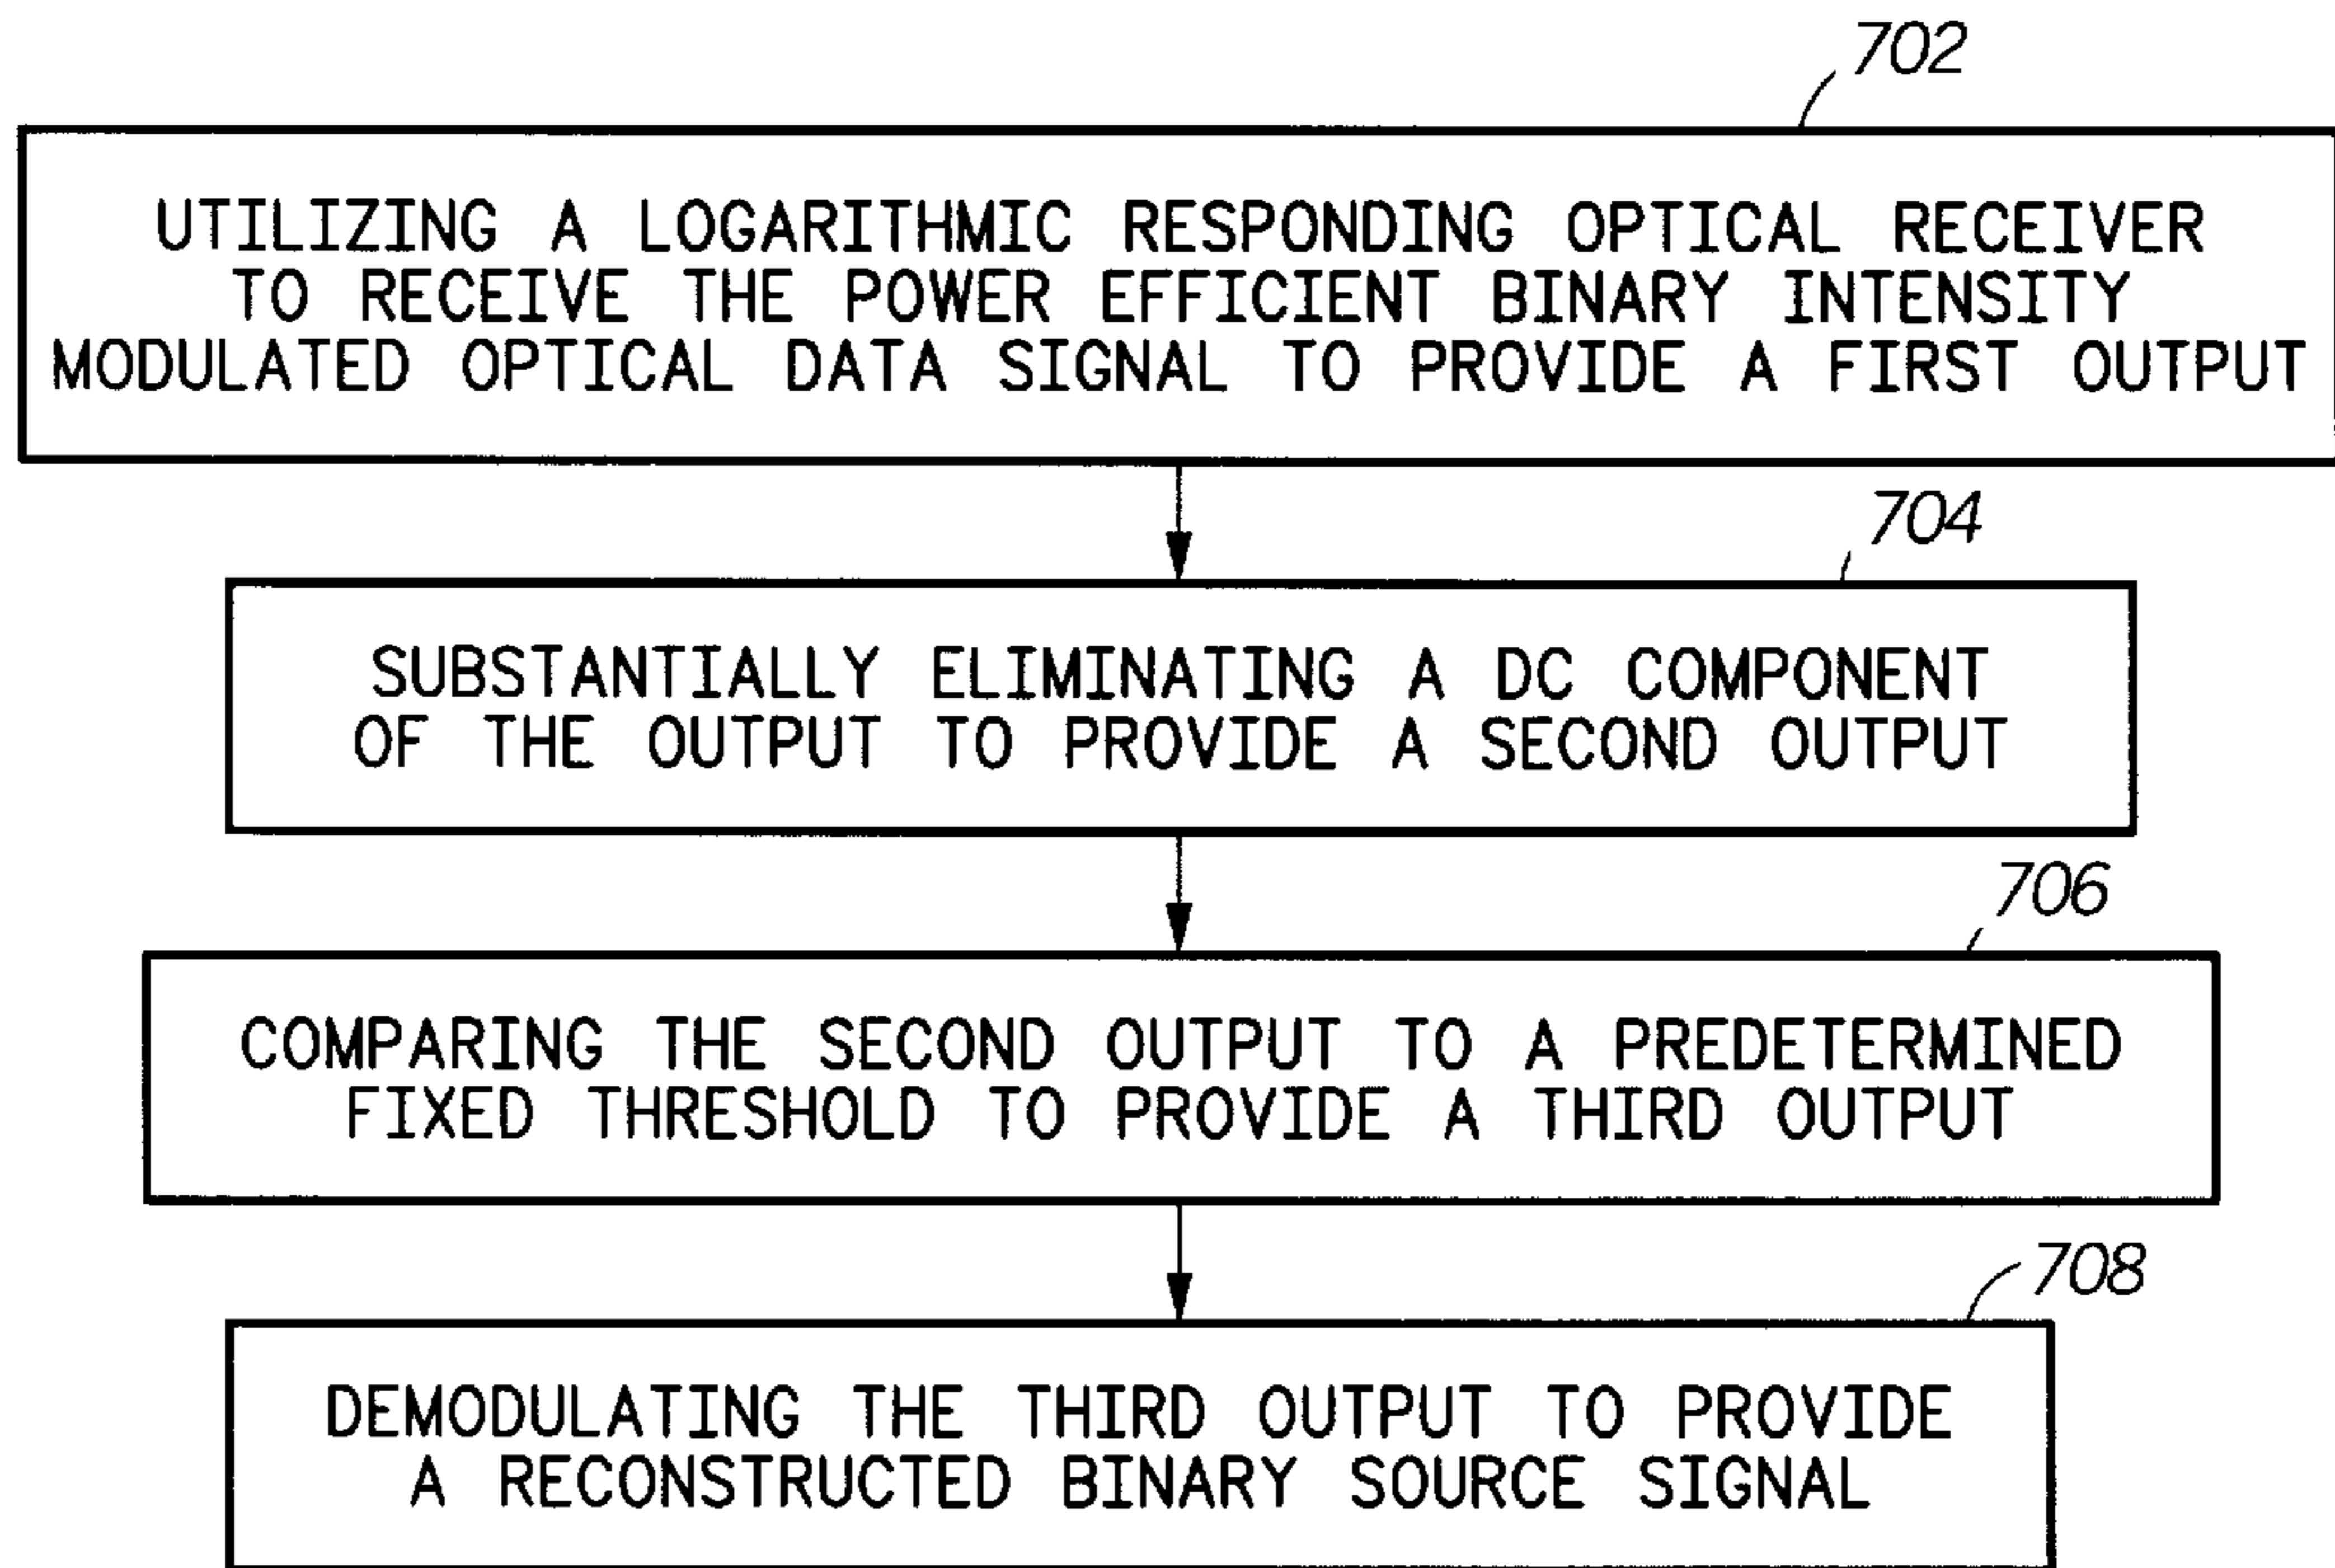 702
UTILIZING A LOGARITHMIC RESPONDING OPTICAL RECEIVER
TO RECEIVE THE POWER EFFICIENT BINARY INTENSITY
MODULATED OPTICAL DATA SIGNAL TO PROVIDE A FIRST OUTPUT
704
SUBSTANTIALLY ELIMINATING A DC COMPONENT
OF THE OUTPUT TO PROVIDE A SECOND OUTPUT
706
COMPARING THE SECOND OUTPUT TO A PREDETERMINED
FIXED THRESHOLD TO PROVIDE A THIRD OUTPUT
708
DEMODULATING THE THIRD OUTPUT TO PROVIDE
A RECONSTRUCTED BINARY SOURCE SIGNAL